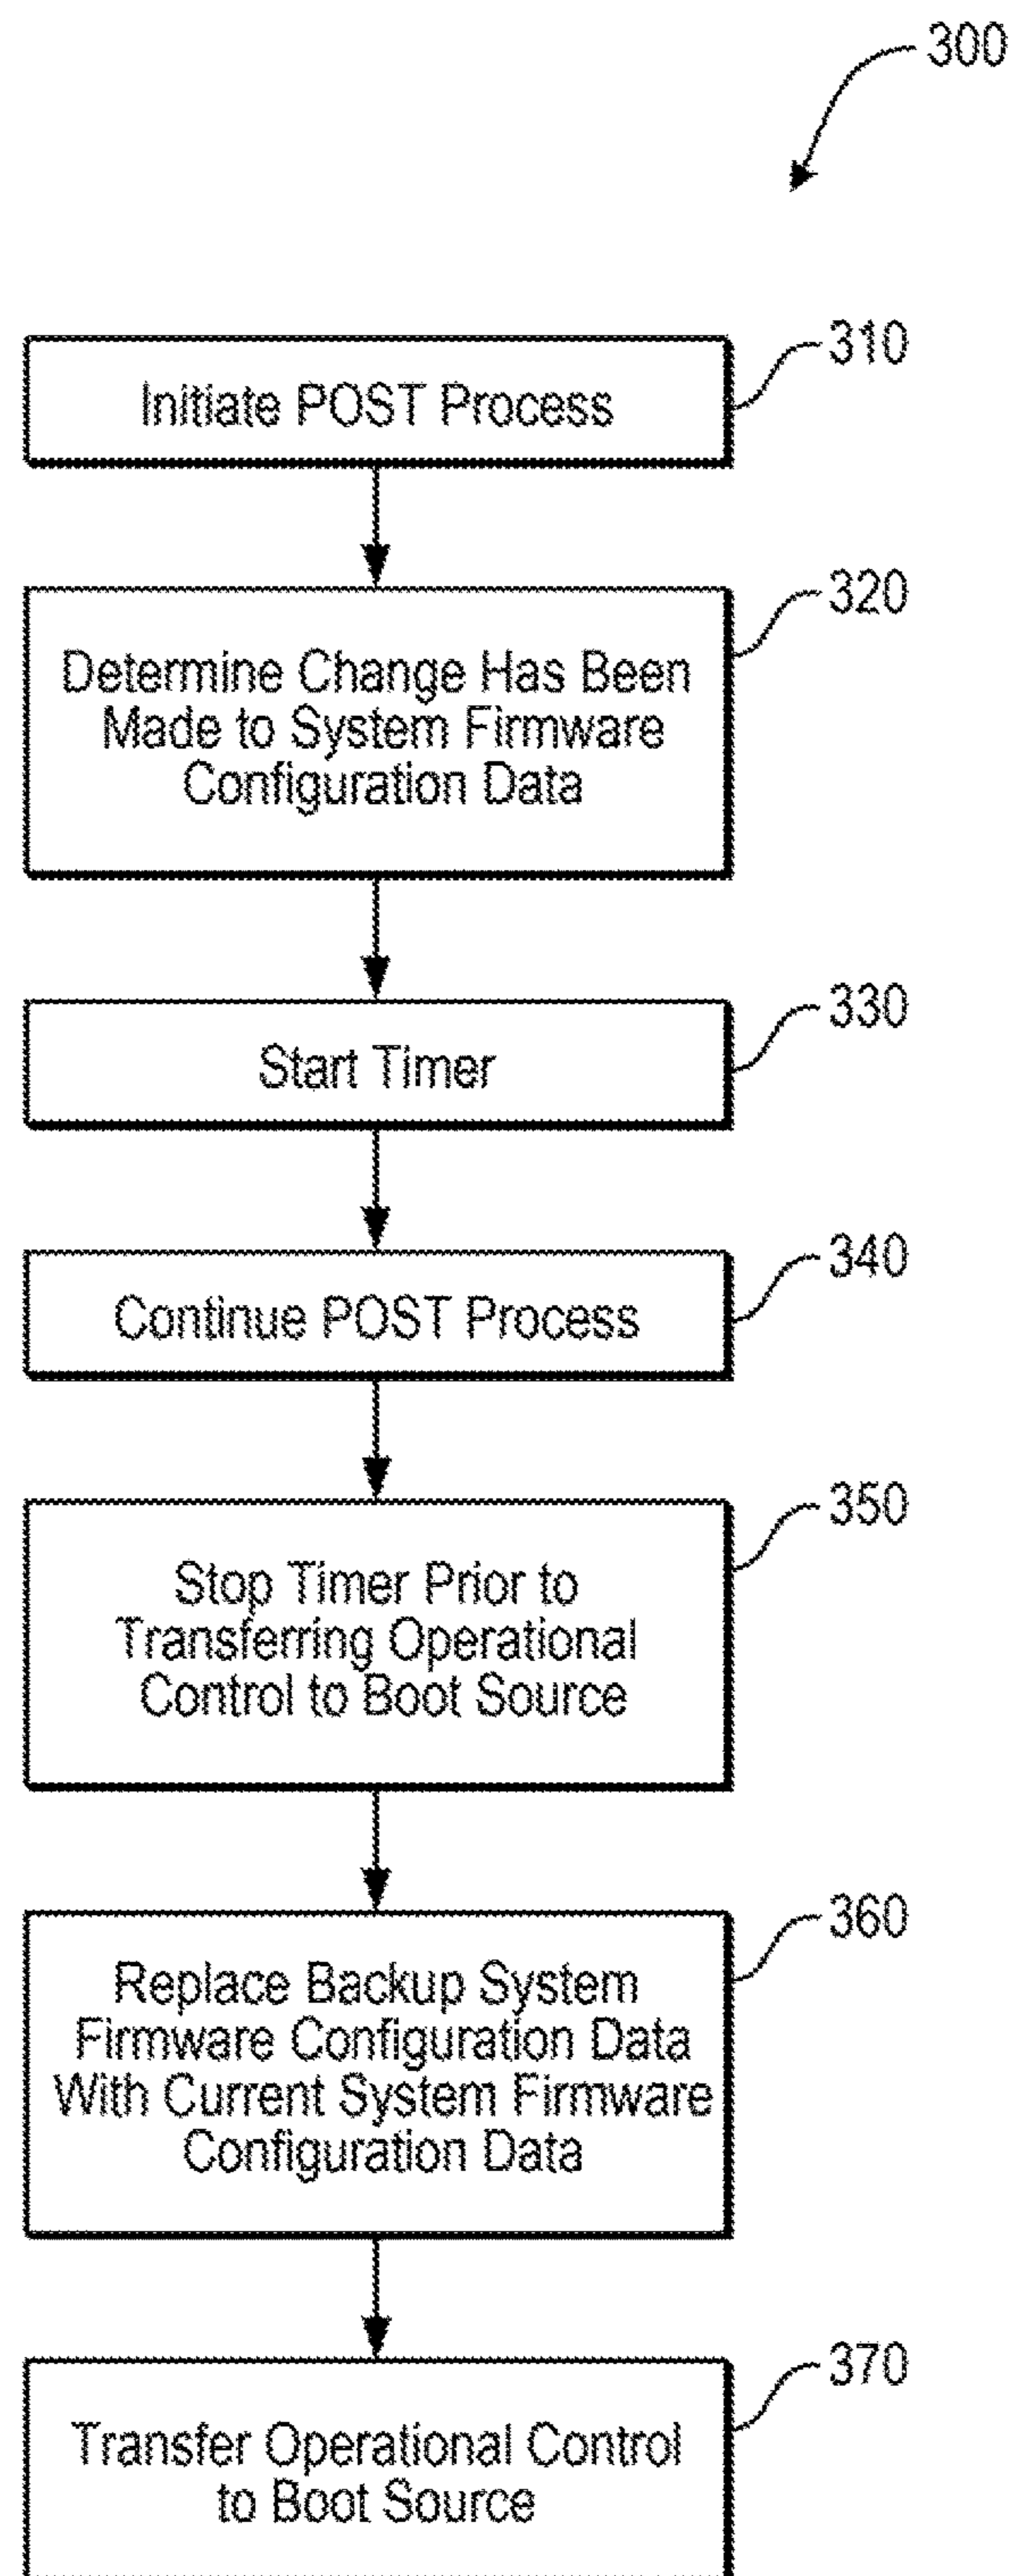 300
310
Initiate POST Process
320
Determine Change Has Been
Made to System Firmware
Configuration Data
330
Start Timer
340
Continue POST Process
350
Stop Timer Prior to
Transferring Operational
Control to Boot Source
360
Replace Backup System
Firmware Configuration Data
With Current System Firmware
Configuration Data
370
Transfer Operational Control
to Boot Source